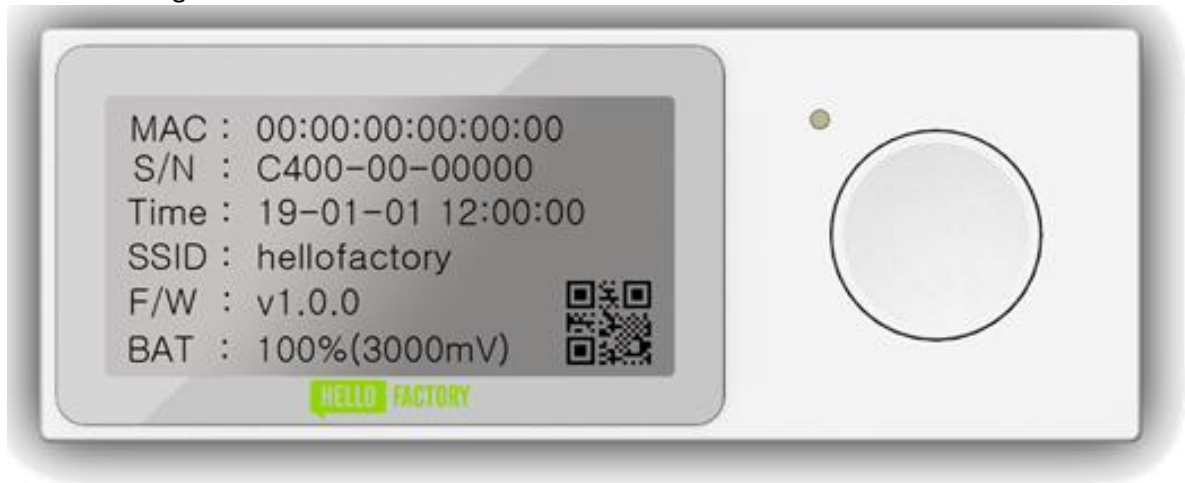 MAC : 00:00:00:00:00:00
S/N : C400-00-00000
Time : 19-01-01 12:00:00
SSID : hellofactory
F/W : v1.0.0
BAT : 100%(3000mV)
HELLO FACTORY